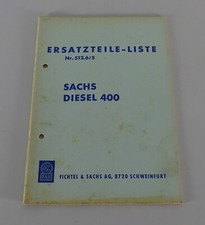 ERSATZTEILE-LISTE
Nr. 312.6/5
SACHS
DIESEL 400
FICHTEL & SACHS AG, 8720 SCHWEINFURT